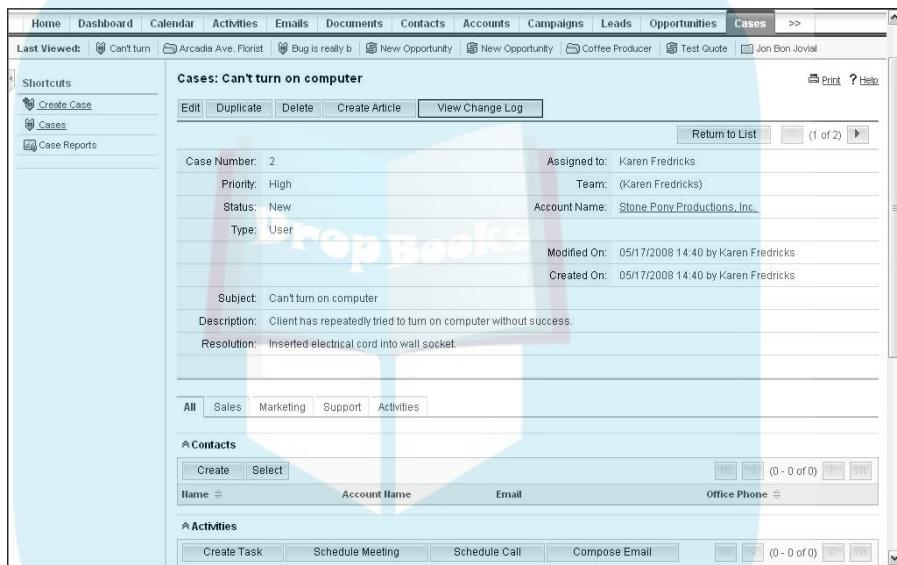 Home Dashboard Calendar Activities Emails Documents Contacts Accounts Campaigns Leads Opportunities Cases >>
Last Viewed: Can't turn Arcadia Ave. Florist Bug is really b New Opportunity New Opportunity Coffee Producer Test Quote Jon Bon Jovial
Shortcuts
Create Case
Cases
Case Reports
Cases: Can't turn on computer
Print ? Help
Edit Duplicate Delete Create Article View Change Log
Return to List (1 of 2)
Case Number: 2 Assigned to: Karen Fredricks
Priority: High Team: (Karen Fredricks)
Status: New Account Name: Stone Pony Productions, Inc.
Type: User
DropBooks
Modified On: 05/17/2008 14:40 by Karen Fredricks
Created On: 05/17/2008 14:40 by Karen Fredricks
Subject: Can't turn on computer
Description: Client has repeatedly tried to turn on computer without success.
Resolution: Inserted electrical cord into wall socket.
All Sales Marketing Support Activities
Contacts
Create Select (0 - 0 of 0)
Name Account Name Email Office Phone
Activities
Create Task Schedule Meeting Schedule Call Compose Email (0 - 0 of 0)